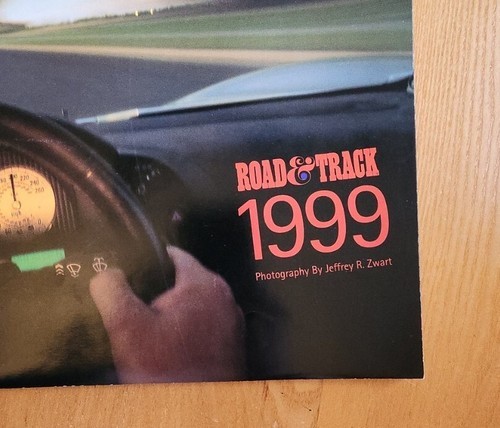 ROAD & TRACK
1999
Photography By Jeffrey R. Zwart